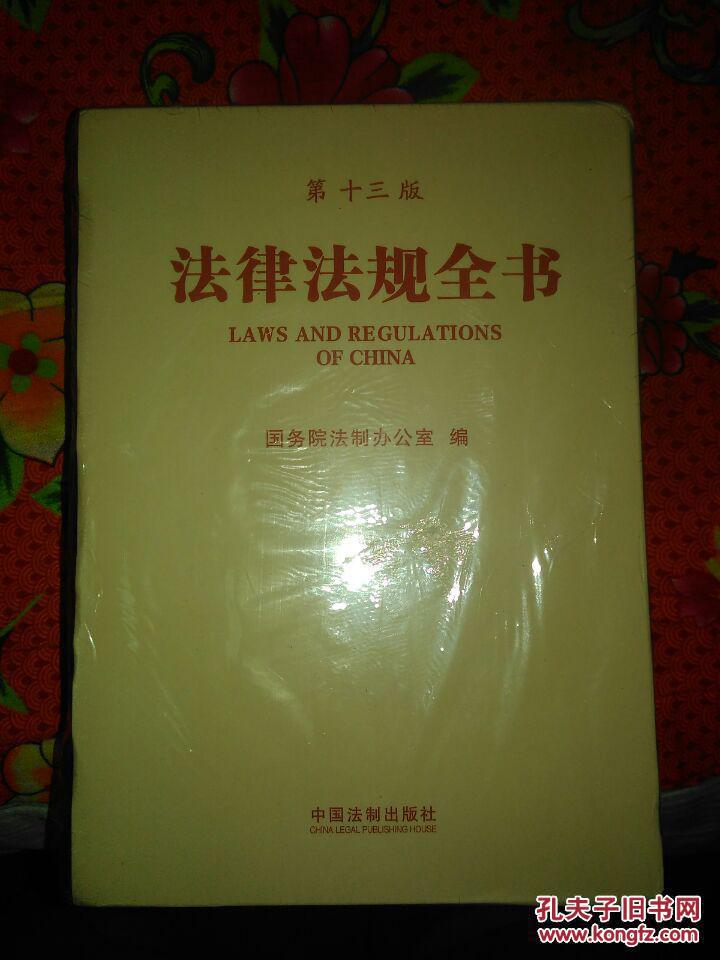 第十三版
法律法规全书
LAWS AND REGULATIONS
OF CHINA
国务院法制办公室 编
中国法制出版社
CHINA LEGAL PUBLISHING HOUSE
孔夫子旧书网
www.kongfz.com